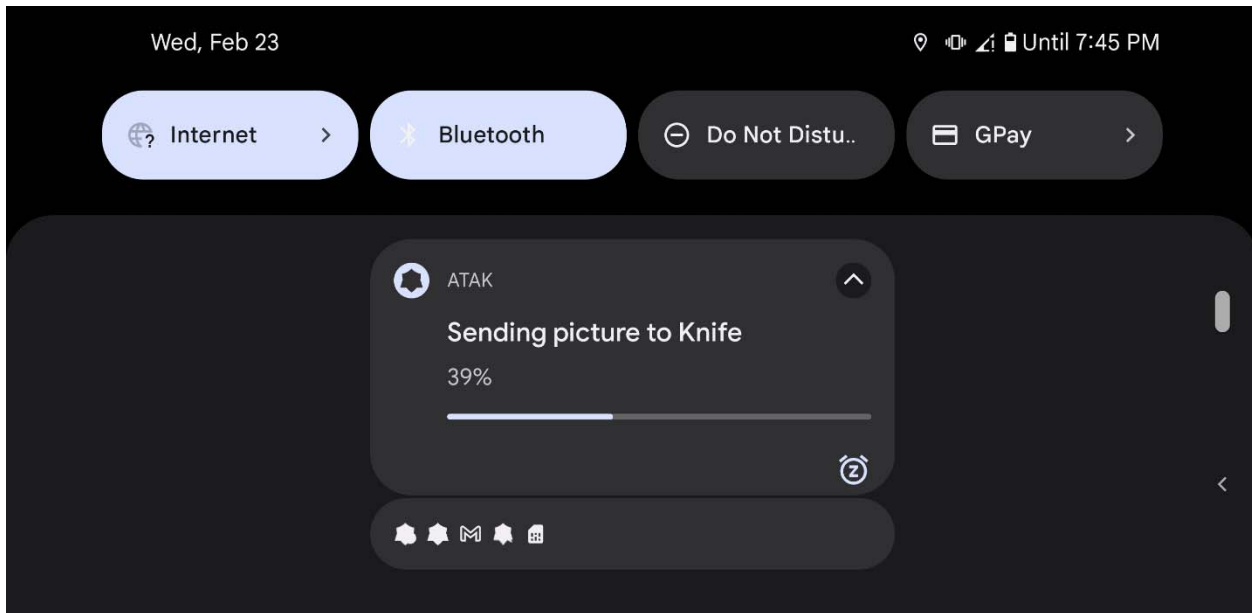 Wed, Feb 23
Until 7:45 PM
Internet
Bluetooth
Do Not Distu..
GPay
ATAK
Sending picture to Knife
39%